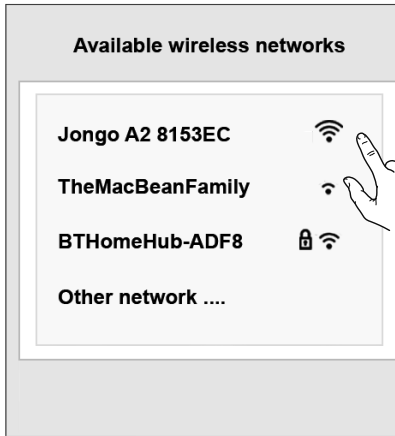 Available wireless networks
Jongo A2 8153EC
TheMacBeanFamily
BTHomeHub-ADF8
Other network ....